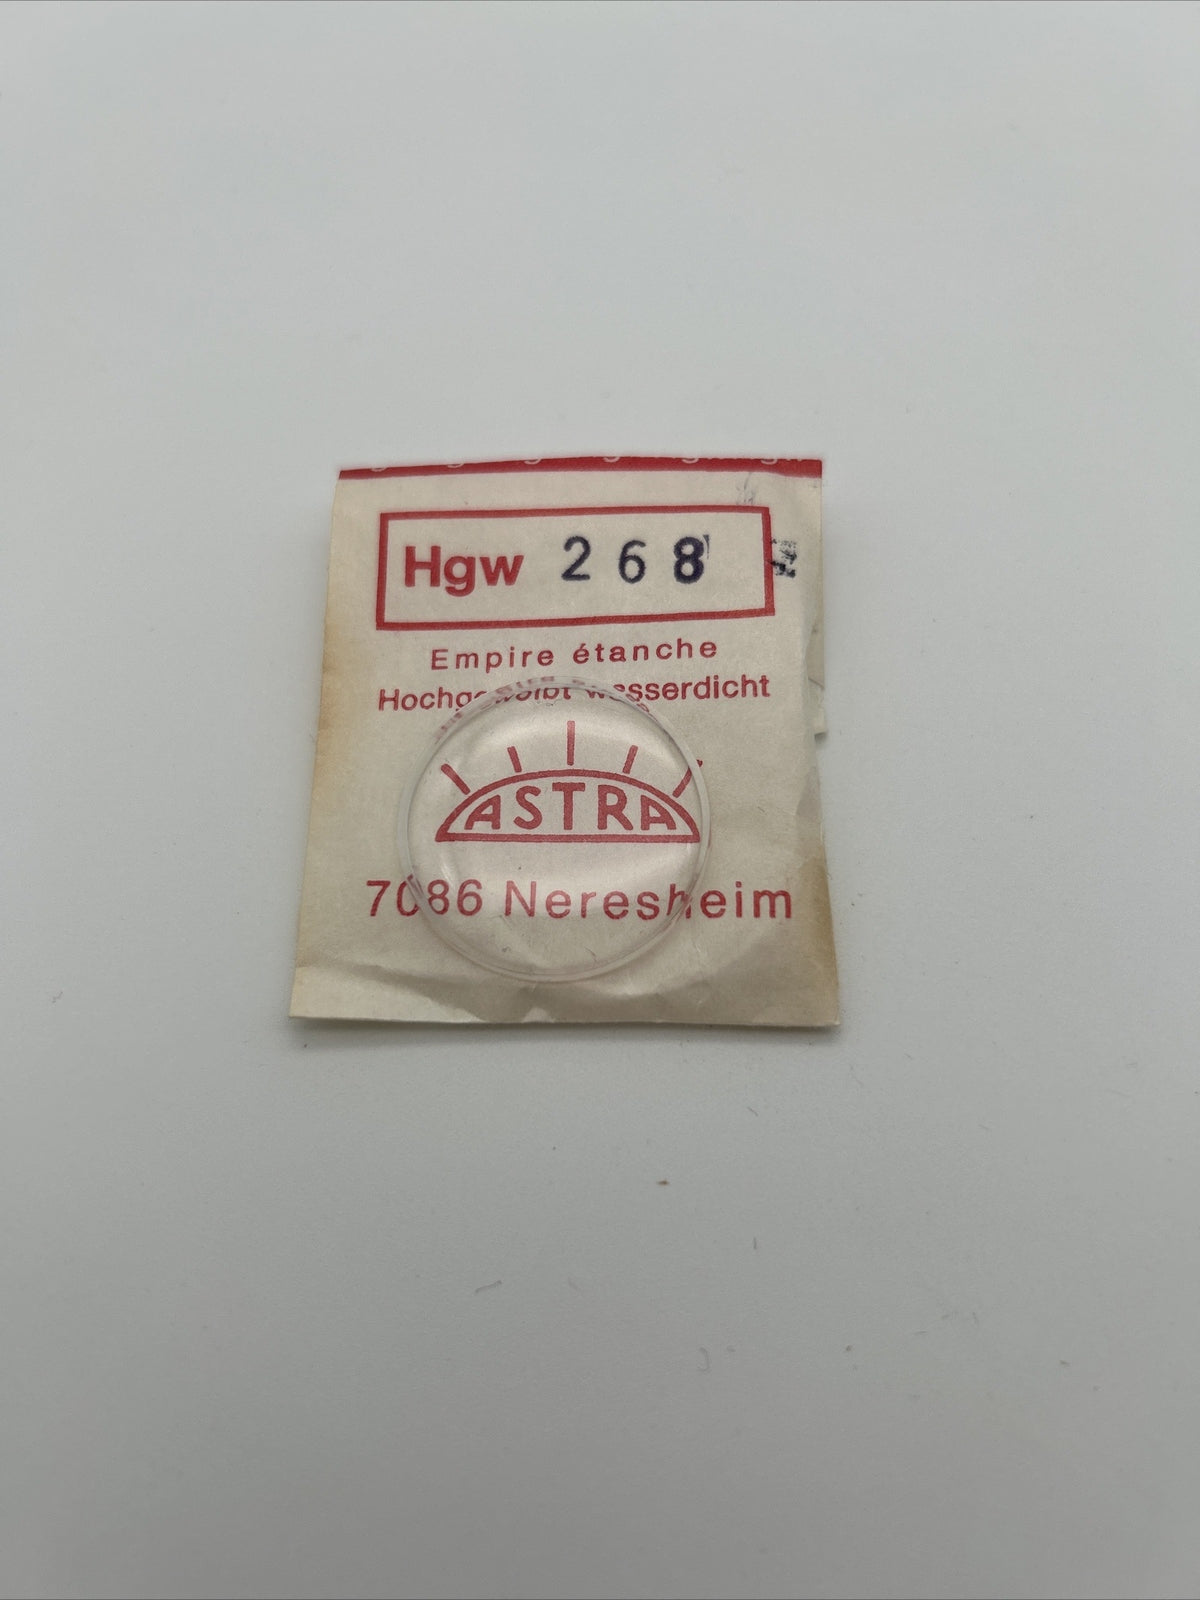 Hgw 268
Empire étanche
Hochgewölbt wasserdicht
ASTRA
7086 Neresheim